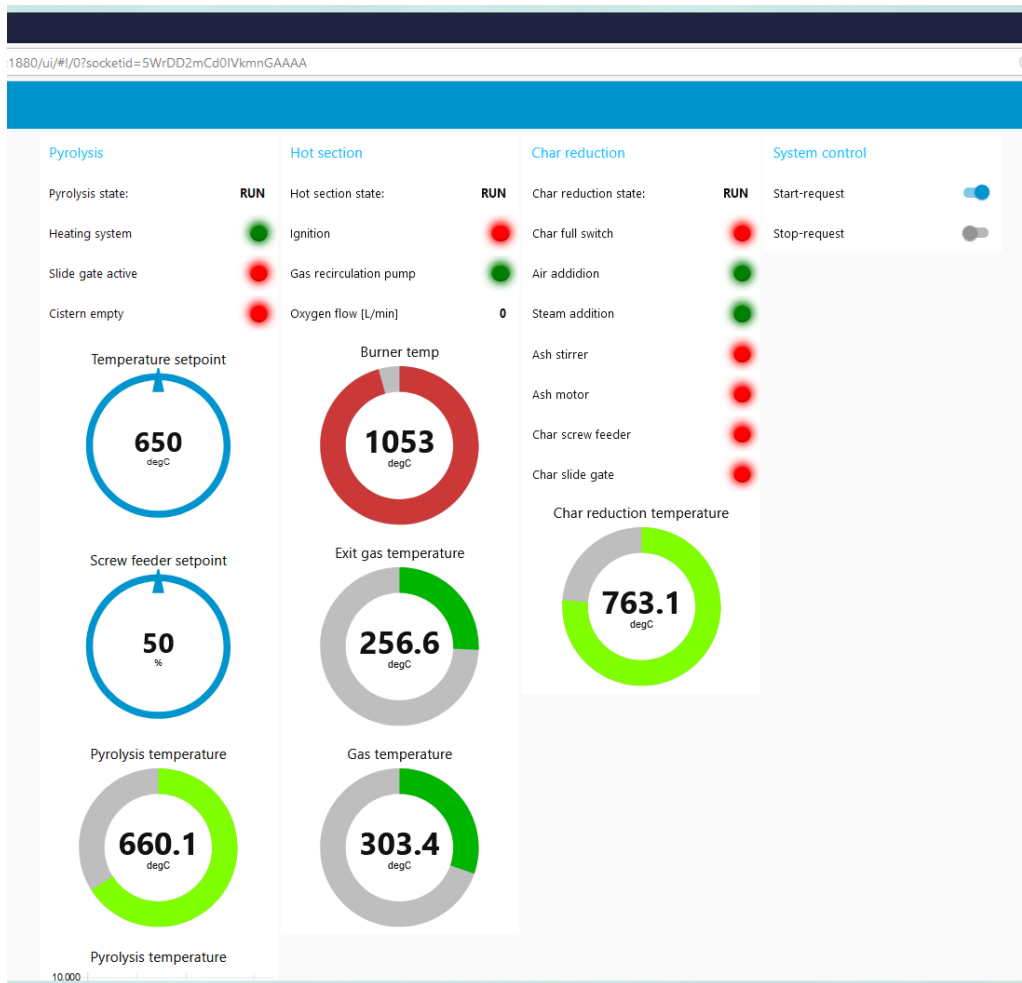 :1880/ui/#!/0?socketid=5WrDD2mCd0IVkmnGAAAA
Pyrolysis
Pyrolysis state: RUN
Heating system
Slide gate active
Cistern empty
Temperature setpoint
650
degC
Screw feeder setpoint
50
%
Pyrolysis temperature
660.1
degC
Pyrolysis temperature
10.000
Hot section
Hot section state: RUN
Ignition
Gas recirculation pump
Oxygen flow [L/min] 0
Burner temp
1053
degC
Exit gas temperature
256.6
degC
Gas temperature
303.4
degC
Char reduction
Char reduction state: RUN
Char full switch
Air addidion
Steam addition
Ash stirrer
Ash motor
Char screw feeder
Char slide gate
Char reduction temperature
763.1
degC
System control
Start-request
Stop-request